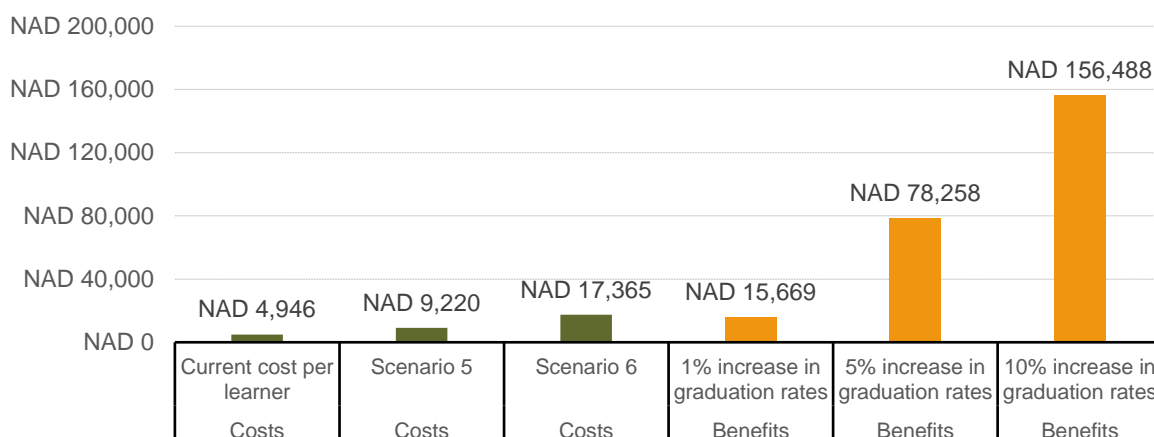 NAD 200,000
NAD 160,000
NAD 120,000
NAD 80,000
NAD 40,000
NAD 0
NAD 4,946
NAD 9,220
NAD 17,365
NAD 15,669
NAD 78,258
NAD 156,488
Current cost per
learner
Scenario 5
Scenario 6
1% increase in
graduation rates
5% increase in
graduation rates
10% increase in
graduation rates
Costs
Costs
Costs
Benefits
Benefits
Benefits